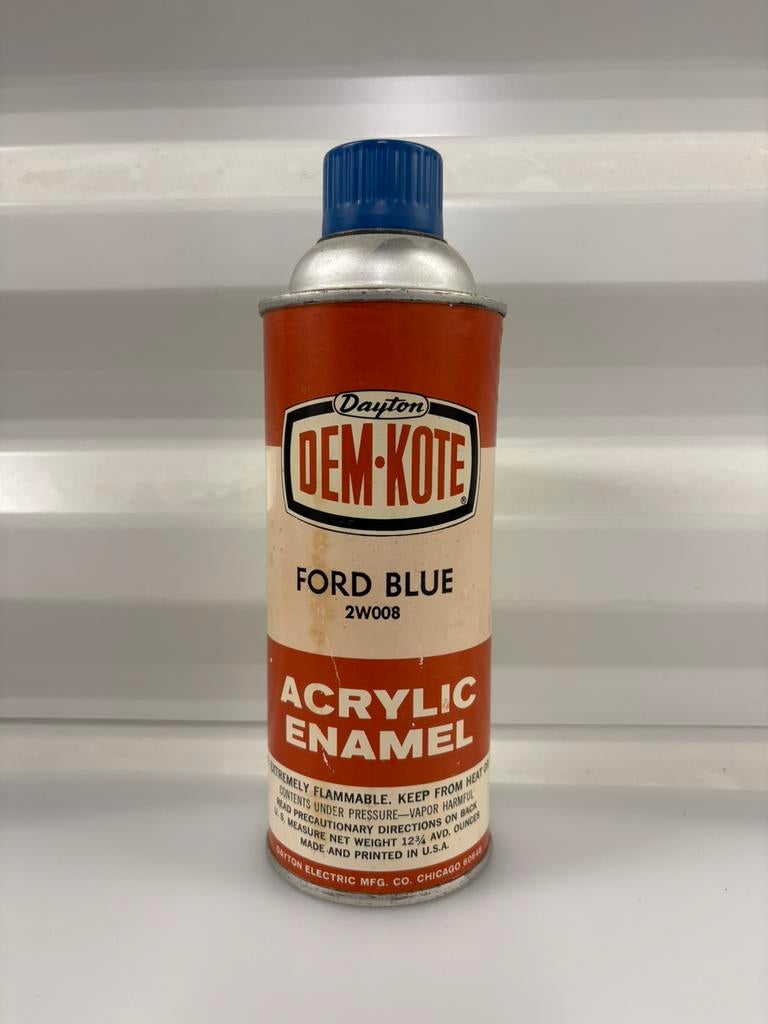 Dayton
DEM•KOTE
®
FORD BLUE
2W008
ACRYLIC
ENAMEL
EXTREMELY FLAMMABLE. KEEP FROM HEAT
CONTENTS UNDER PRESSURE—VAPOR HARMFUL
READ PRECAUTIONARY DIRECTIONS ON BACK
U. S. MEASURE NET WEIGHT 12¾ AVD. OUNCES
MADE AND PRINTED IN U.S.A.
DAYTON ELECTRIC MFG. CO. CHICAGO 60648